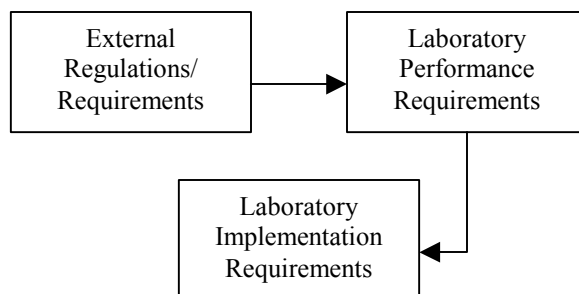 External
Regulations/
Requirements
Laboratory
Performance
Requirements
Laboratory
Implementation
Requirements